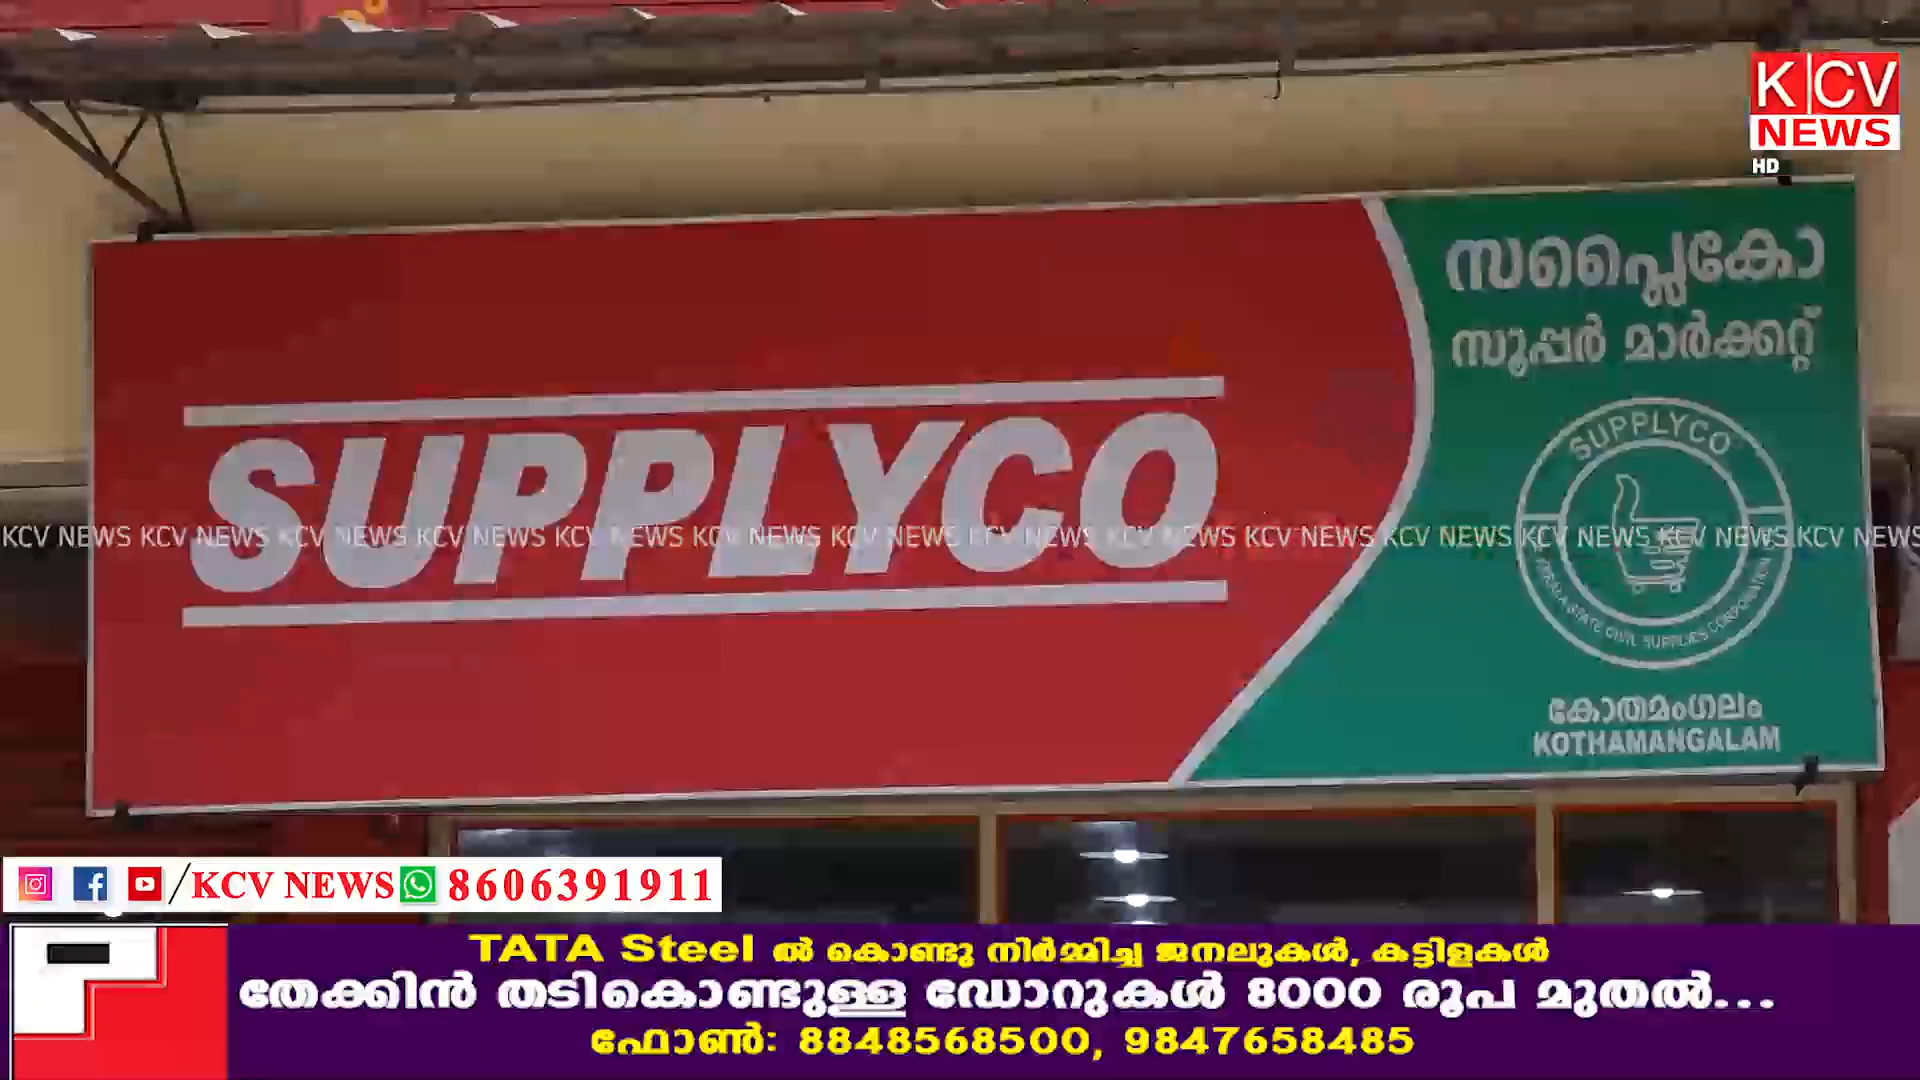 K CV
NEWS
HD
സപ്ലൈകോ
സൂപ്പർ മാർക്കറ്റ്
SUPPLYCO
SUPPLYCO
KERALA STATE CIVIL SUPPLIES CORPORATION
KCV NEWS KCV NEWS KCV NEWS KCV NEWS KCV NEWS KCV NEWS KCV NEWS KCV NEWS KCV NEWS KCV NEWS KCV NEWS KCV NEWS KCV NEWS KCV NEWS
കോതമംഗലം
KOTHAMANGALAM
/KCV NEWS 8606391911
TATA Steel ൽ കൊണ്ടു നിർമ്മിച്ച ജനലുകൾ, കട്ടിളകൾ
തേക്കിൻ തടികൊണ്ടുള്ള ഡോറുകൾ 8000 രൂപ മുതൽ...
ഫോൺ: 8848568500, 9847658485